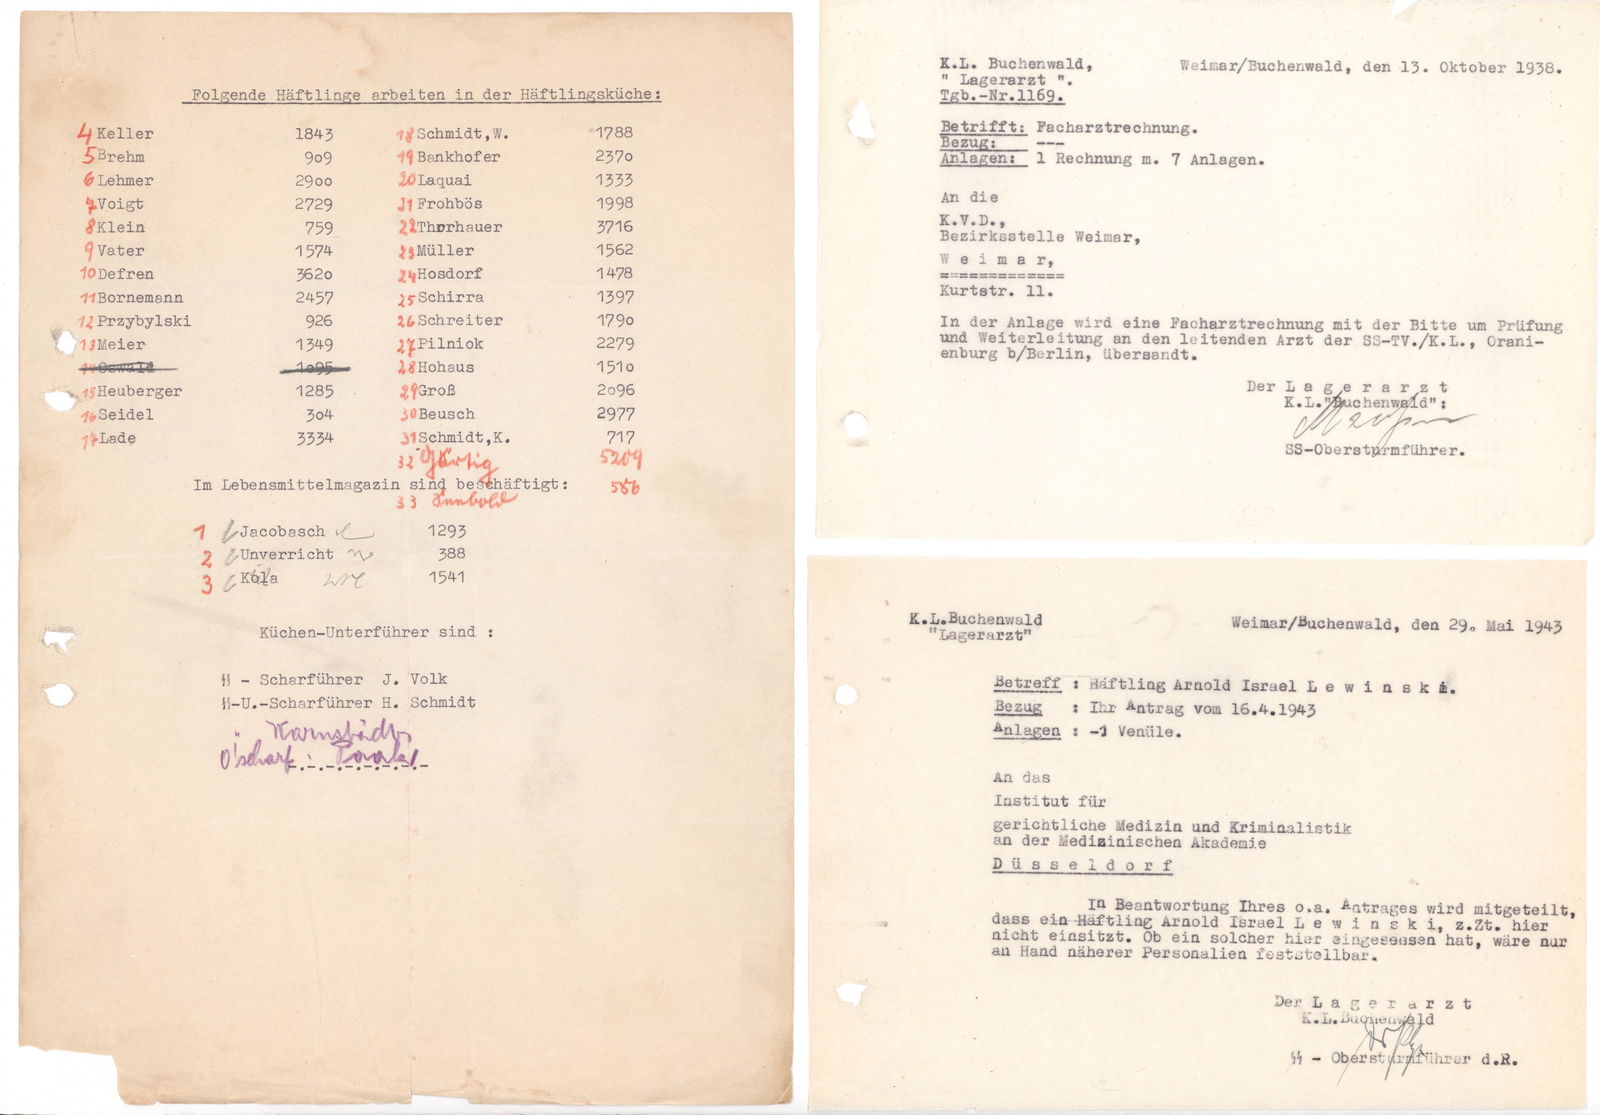 Folgende Häftlinge arbeiten in der Häftlingsküche:
4 Keller 1843
5 Brehm 909
6 Lehmer 2900
7 Voigt 2729
8 Klein 759
9 Vater 1574
10 Defren 3620
11 Bornemann 2457
12 Przybylski 926
13 Meier 1349
14 Oswald 1095
15 Heuberger 1285
16 Seidel 304
17 Lade 3334
18 Schmidt,W. 1788
19 Bankhofer 2370
20 Laquai 1333
21 Frohbös 1998
22 Thorhauer 3716
23 Müller 1562
24 Hosdorf 1478
25 Schirra 1397
26 Schreiter 1790
27 Pilniok 2279
28 Hohaus 1510
29 Groß 2096
30 Beusch 2977
31 Schmidt,K. 717
32 5209
Im Lebensmittelmagazin sind beschäftigt: 556
33
1 Jacobasch 1293
2 Unverricht 388
3 Kola 1541
Küchen-Unterführer sind :
SS - Scharführer J. Volk
SS-U.-Scharführer H. Schmidt
O'scharf.
K.L. Buchenwald, Weimar/Buchenwald, den 13. Oktober 1938.
" Lagerarzt ".
Tgb.-Nr.1169.
Betrifft: Facharztrechnung.
Bezug: ---
Anlagen: 1 Rechnung m. 7 Anlagen.
An die
K.V.D.,
Bezirksstelle Weimar,
W e i m a r,
=============
Kurtstr. 11.
In der Anlage wird eine Facharztrechnung mit der Bitte um Prüfung
und Weiterleitung an den leitenden Arzt der SS-TV./K.L., Orani-
enburg b/Berlin, übersandt.
Der L a g e r a r z t
K.L."Buchenwald":
SS-Obersturmführer.
K.L.Buchenwald Weimar/Buchenwald, den 29. Mai 1943
"Lagerarzt"
Betreff : Häftling Arnold Israel L e w i n s k i.
Bezug : Ihr Antrag vom 16.4.1943
Anlagen : -1 Venüle.
An das
Institut für
gerichtliche Medizin und Kriminalistik
an der Medizinischen Akademie
D ü s s e l d o r f
In Beantwortung Ihres o.a. Antrages wird mitgeteilt,
dass ein Häftling Arnold Israel L e w i n s k i, z.Zt. hier
nicht einsitzt. Ob ein solcher hier eingesessen hat, wäre nur
an Hand näherer Personalien feststellbar.
Der L a g e r a r z t
K.L.Buchenwald
SS - Obersturmführer d.R.